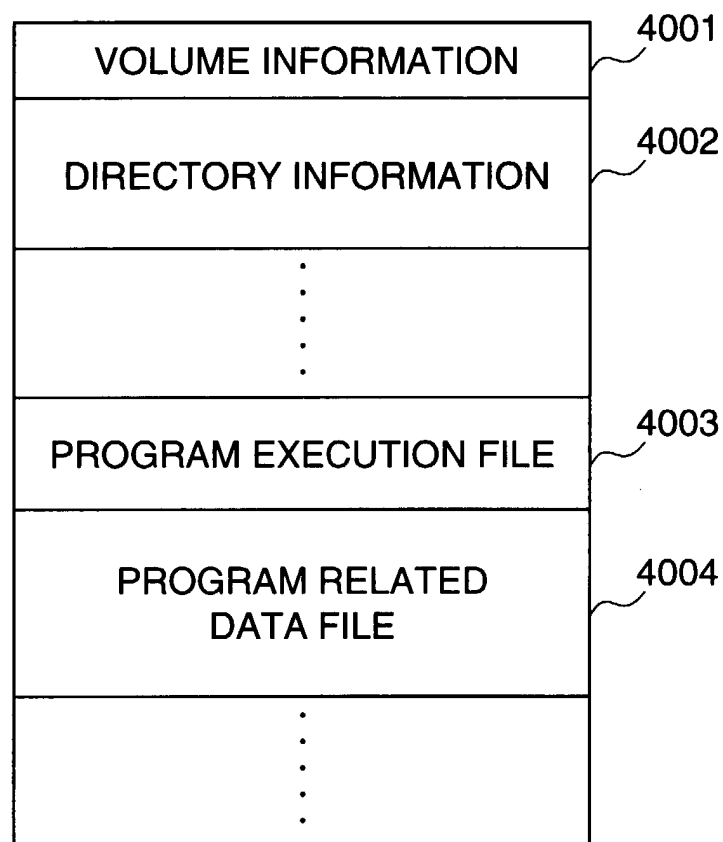 VOLUME INFORMATION
4001
DIRECTORY INFORMATION
4002
PROGRAM EXECUTION FILE
4003
PROGRAM RELATED
DATA FILE
4004